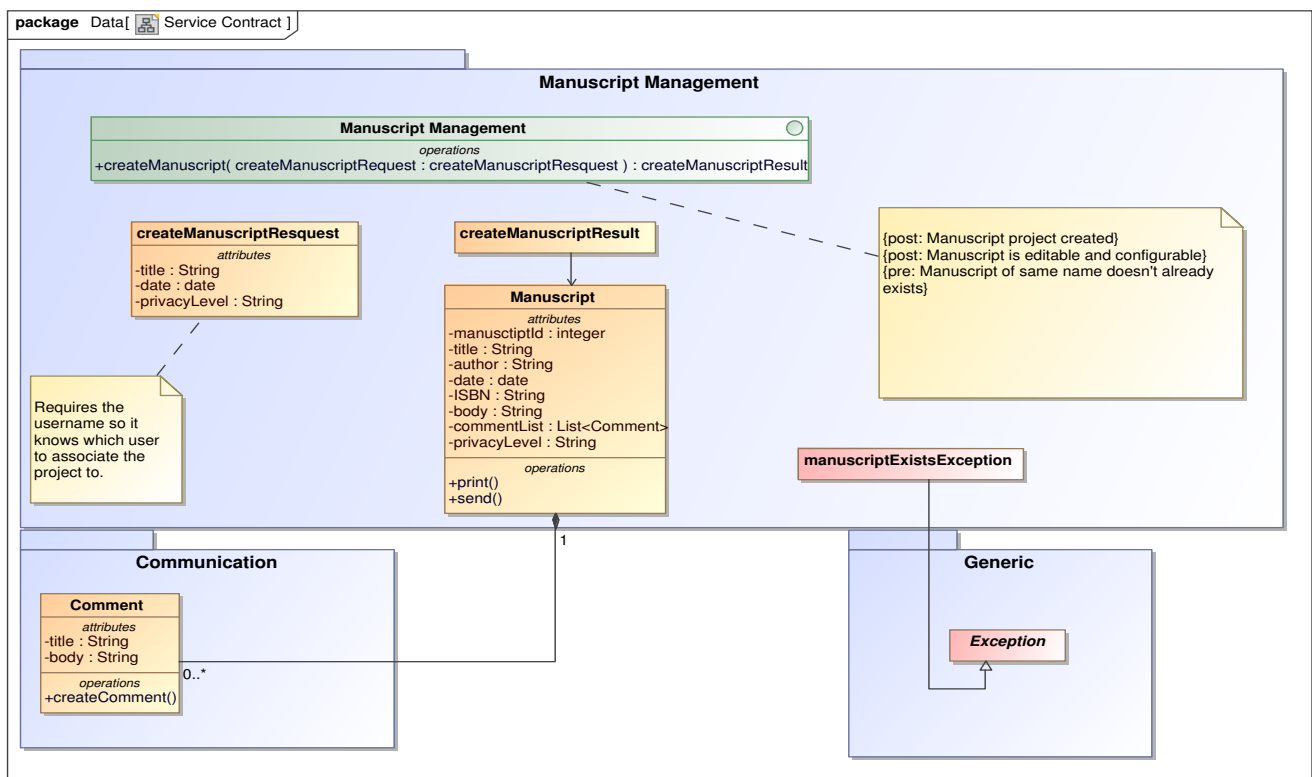 package Data[ Service Contract ]
Manuscript Management
Manuscript Management
operations
+createManuscript( createManuscriptRequest : createManuscriptResquest ) : createManuscriptResult
createManuscriptResquest
attributes
-title : String
-date : date
-privacyLevel : String
createManuscriptResult
{post: Manuscript project created}
{post: Manuscript is editable and configurable}
{pre: Manuscript of same name doesn't already
exists}
Manuscript
attributes
-manusctiptId : integer
-title : String
-author : String
-date : date
-ISBN : String
-body : String
-commentList : List<Comment>
-privacyLevel : String
operations
+print()
+send()
Requires the
username so it
knows which user
to associate the
project to.
manuscriptExistsException
1
Communication
Comment
attributes
-title : String
-body : String
operations
+createComment()
0..*
Generic
Exception